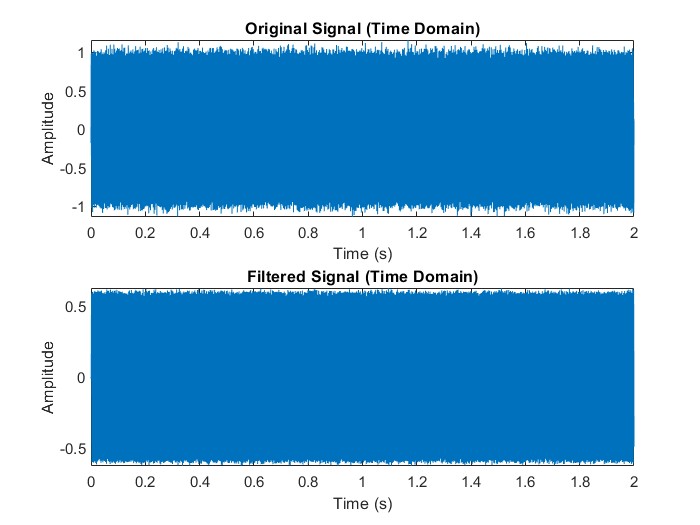 Original Signal (Time Domain)
1
0.5
0
-0.5
-1
Amplitude
0 0.2 0.4 0.6 0.8 1 1.2 1.4 1.6 1.8 2
Time (s)
Filtered Signal (Time Domain)
0.5
0
-0.5
Amplitude
0 0.2 0.4 0.6 0.8 1 1.2 1.4 1.6 1.8 2
Time (s)